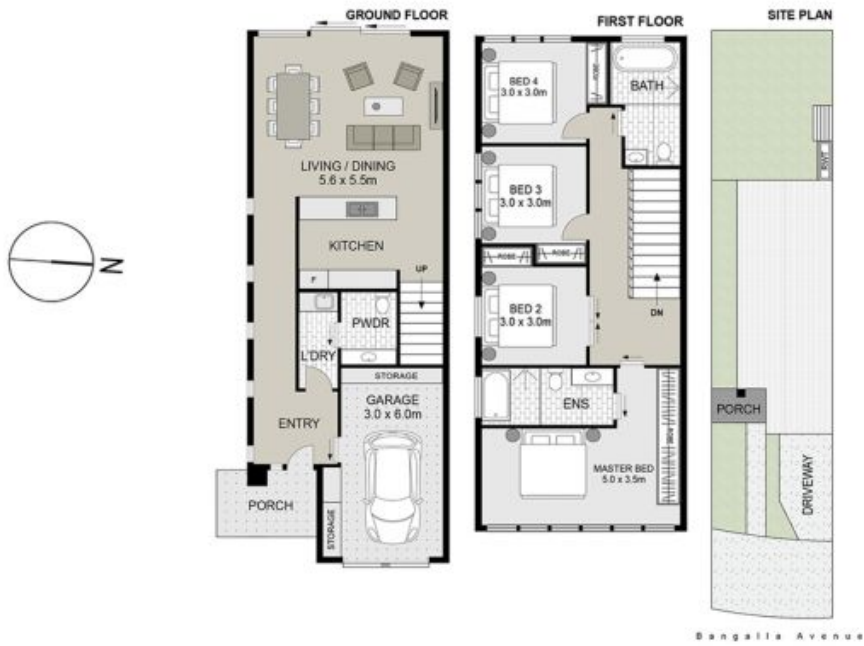 GROUND FLOOR
LIVING / DINING
5.6 x 5.5m
KITCHEN
F
UP
PWDR
L'DRY
STORAGE
GARAGE
3.0 x 6.0m
ENTRY
PORCH
STORAGE
N
FIRST FLOOR
BED 4
3.0 x 3.0m
ROBE
BATH
BED 3
3.0 x 3.0m
ROBE
ROBE
BED 2
3.0 x 3.0m
DN
ENS
ROBE
MASTER BED
5.0 x 3.5m
SITE PLAN
RWT
PORCH
DRIVEWAY
Bangalla Avenue